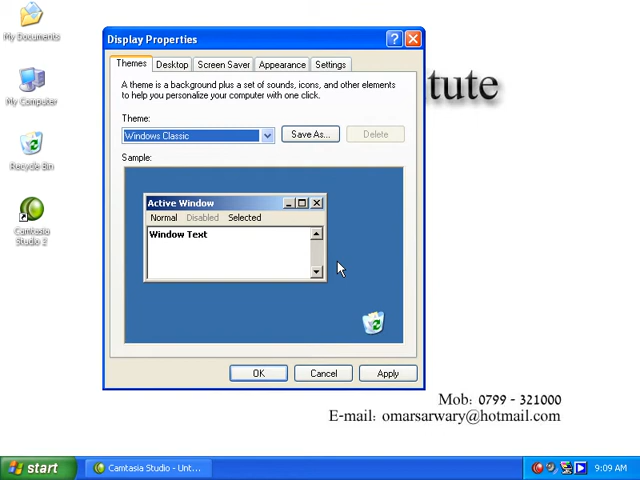 My Documents
My Computer
Recycle Bin
Camtasia
Studio 2
Display Properties
Themes
Desktop
Screen Saver
Appearance
Settings
A theme is a background plus a set of sounds, icons, and other elements
to help you personalize your computer with one click.
Theme:
Windows Classic
Save As...
Delete
Sample:
Active Window
Normal
Disabled
Selected
Window Text
OK
Cancel
Apply
tute
Mob: 0799 - 321000
E-mail: omarsarwary@hotmail.com
start
Camtasia Studio - Unt...
9:09 AM